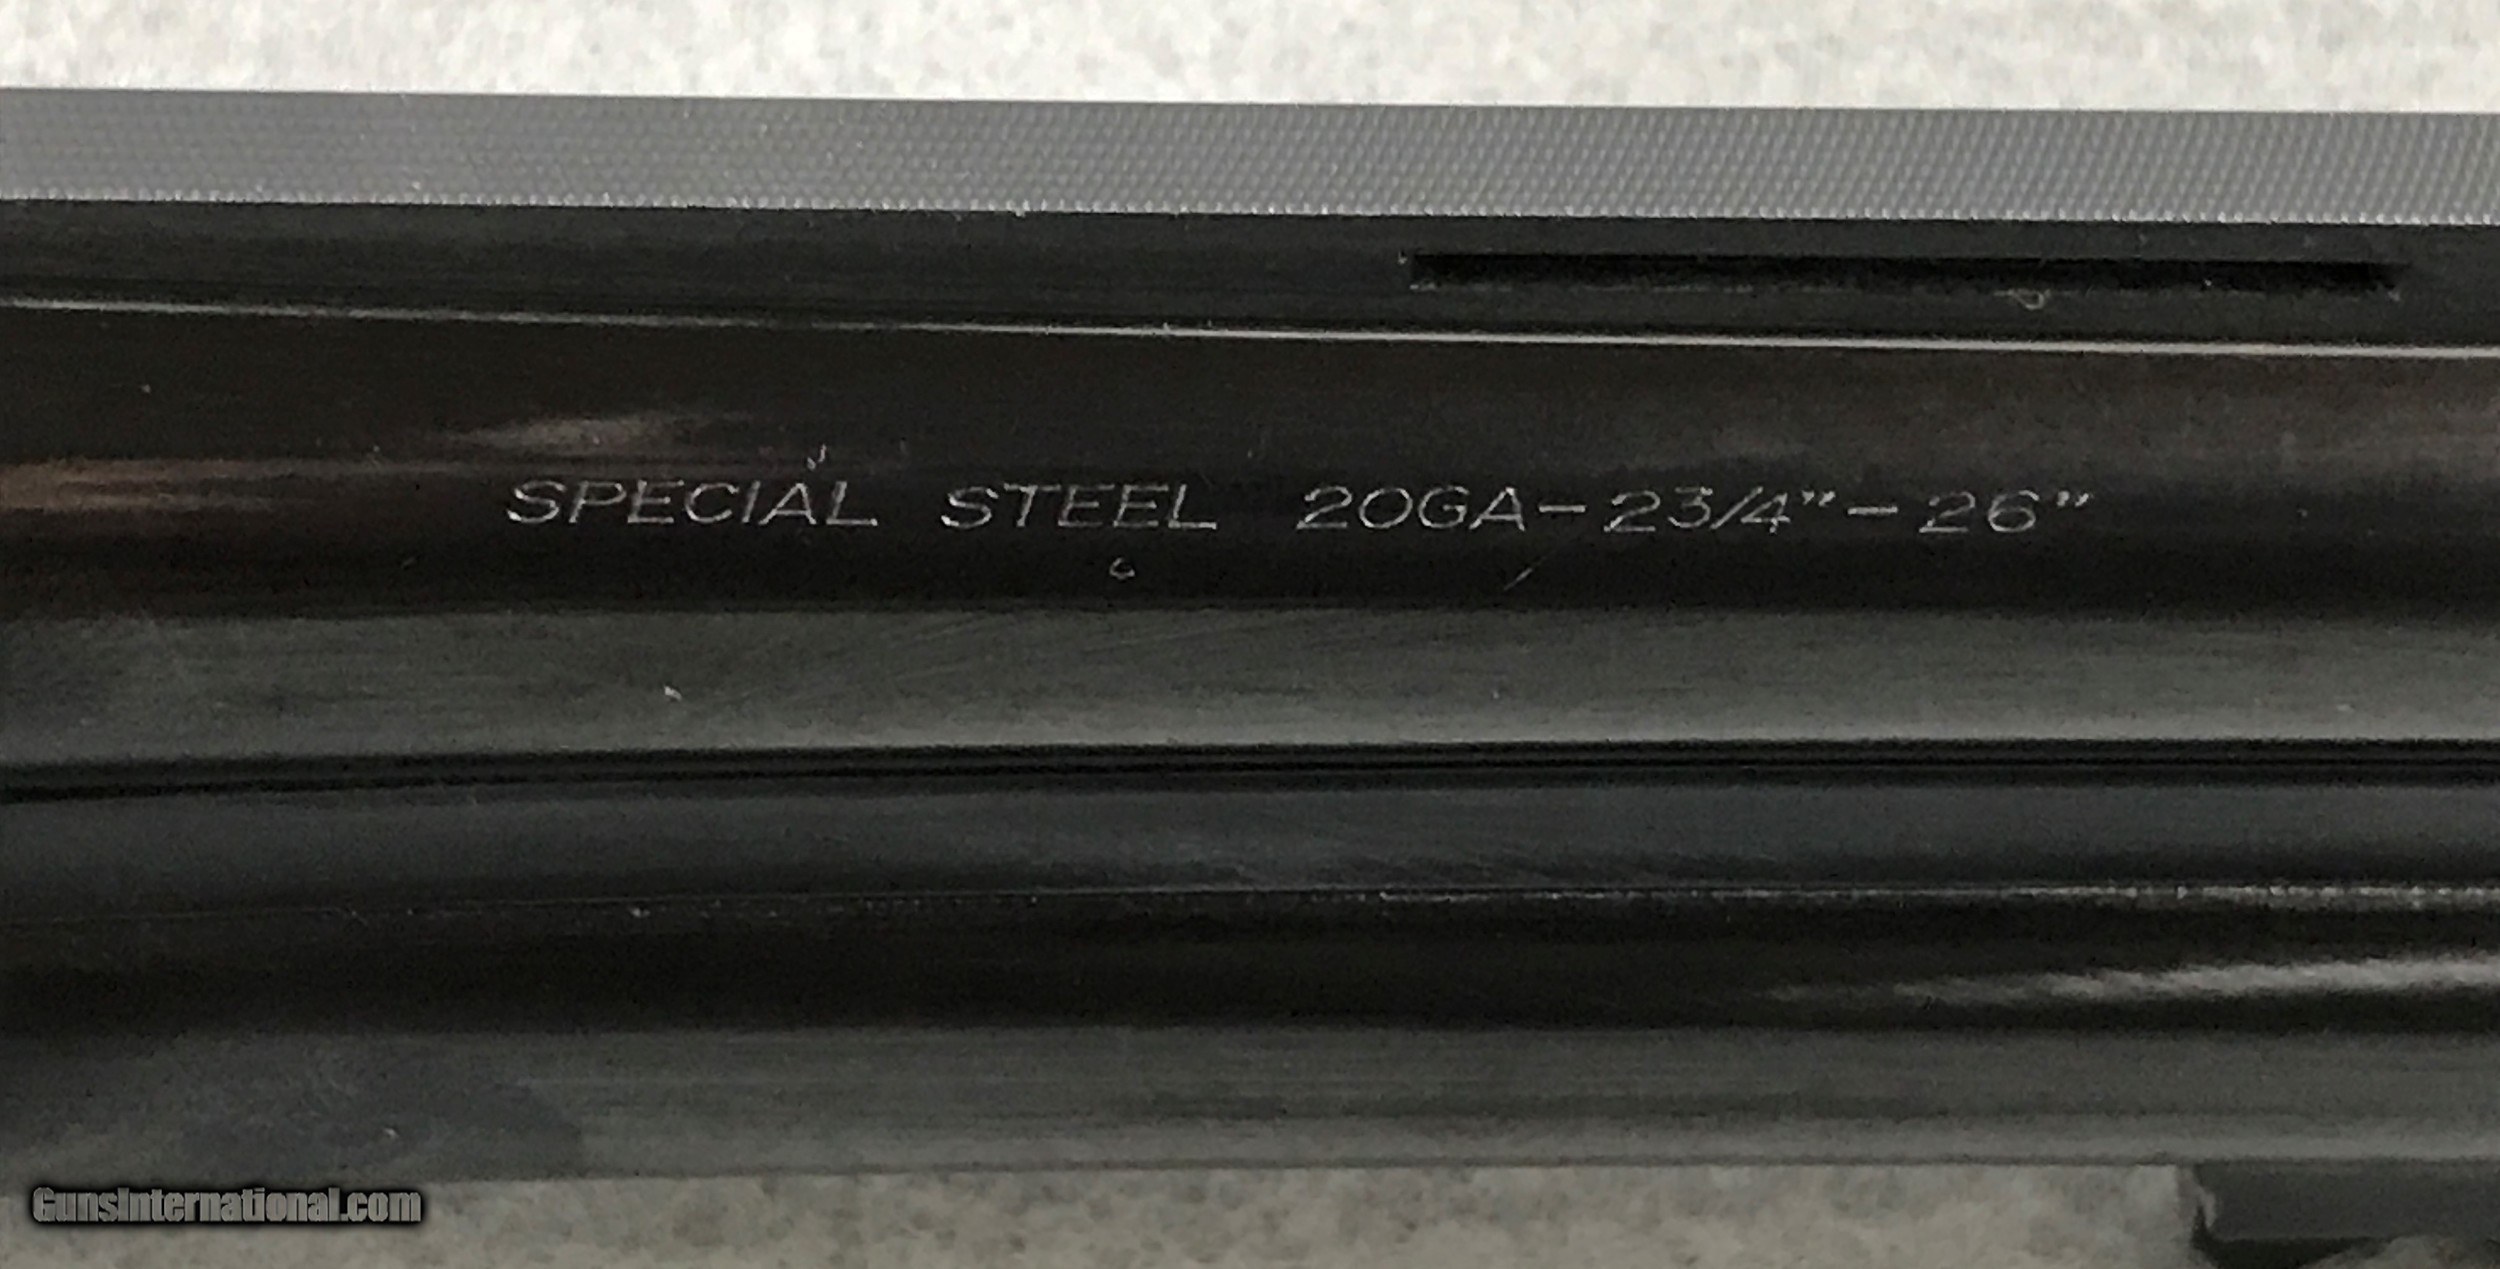 SPECIAL STEEL 20GA-23/4"-26"
GunsInternational.com